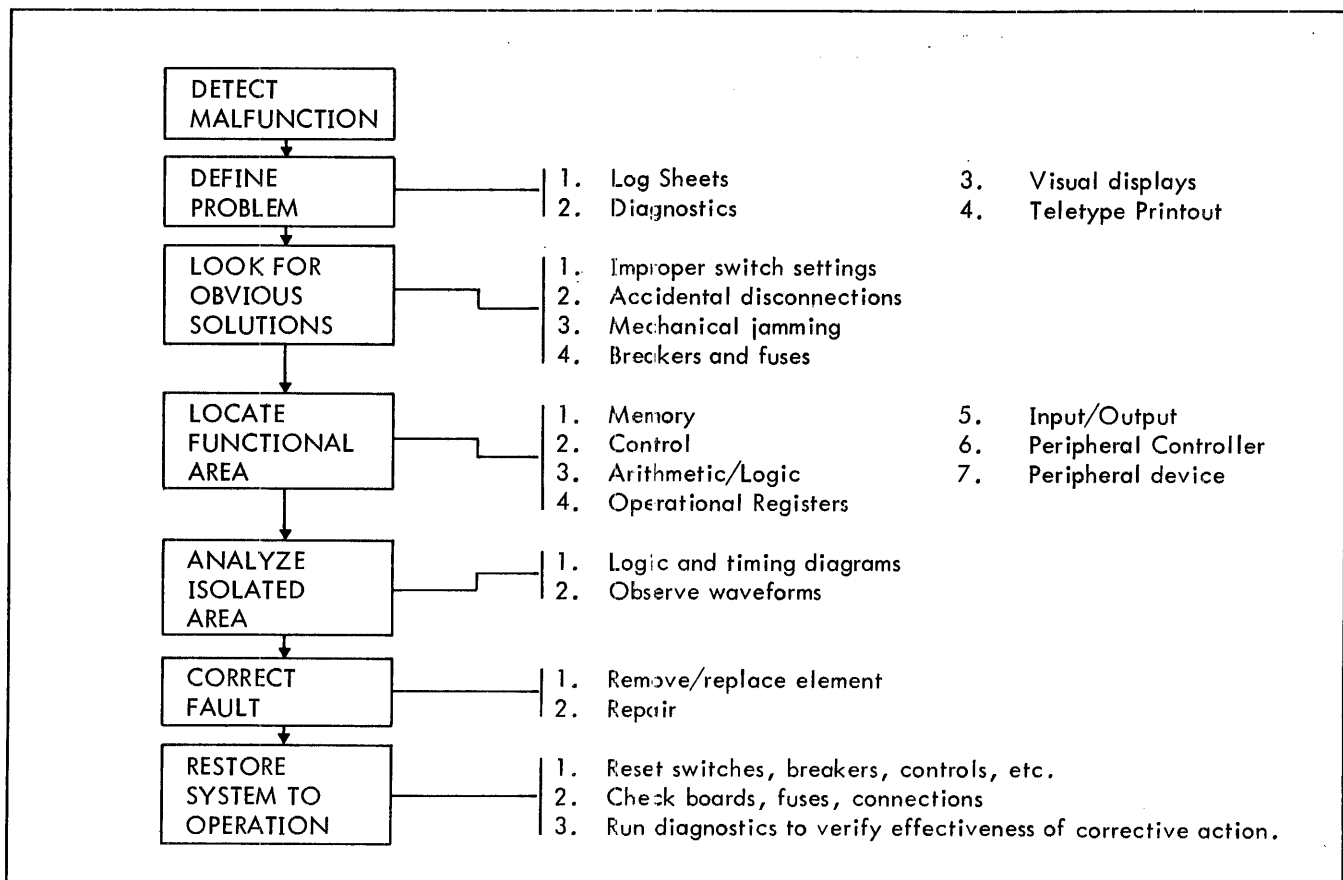 DETECT
MALFUNCTION
DEFINE
PROBLEM
1. Log Sheets
2. Diagnostics
3. Visual displays
4. Teletype Printout
LOOK FOR
OBVIOUS
SOLUTIONS
1. Improper switch settings
2. Accidental disconnections
3. Mechanical jamming
4. Breakers and fuses
LOCATE
FUNCTIONAL
AREA
1. Memory
2. Control
3. Arithmetic/Logic
4. Operational Registers
5. Input/Output
6. Peripheral Controller
7. Peripheral device
ANALYZE
ISOLATED
AREA
1. Logic and timing diagrams
2. Observe waveforms
CORRECT
FAULT
1. Remove/replace element
2. Repair
RESTORE
SYSTEM TO
OPERATION
1. Reset switches, breakers, controls, etc.
2. Check boards, fuses, connections
3. Run diagnostics to verify effectiveness of corrective action.